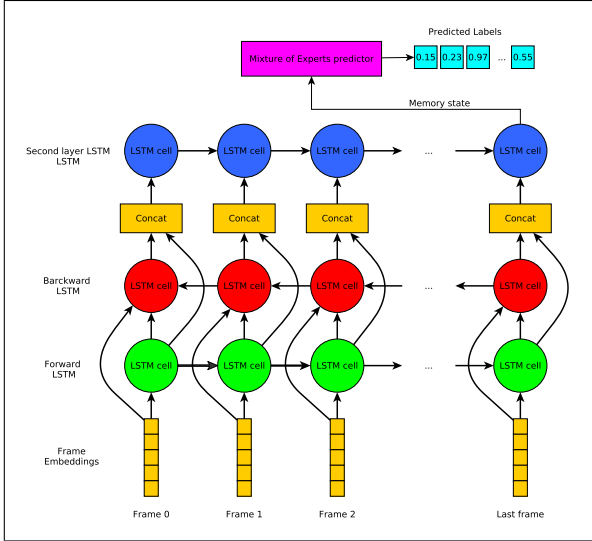 Predicted Labels
Mixture of Experts predictor
0.15 0.23 0.97 ... 0.55
Memory state
Second layer LSTM
LSTM
LSTM cell LSTM cell LSTM cell ... LSTM cell
Concat Concat Concat Concat
Barckward
LSTM
LSTM cell LSTM cell LSTM cell ... LSTM cell
Forward
LSTM
LSTM cell LSTM cell LSTM cell ... LSTM cell
Frame
Embeddings
Frame 0 Frame 1 Frame 2 Last frame